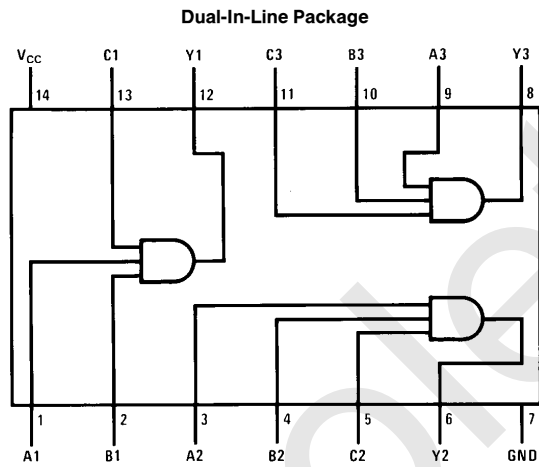 Dual-In-Line Package
VCC C1 Y1 C3 B3 A3 Y3
14 13 12 11 10 9 8
1 2 3 4 5 6 7
A1 B1 A2 B2 C2 Y2 GND